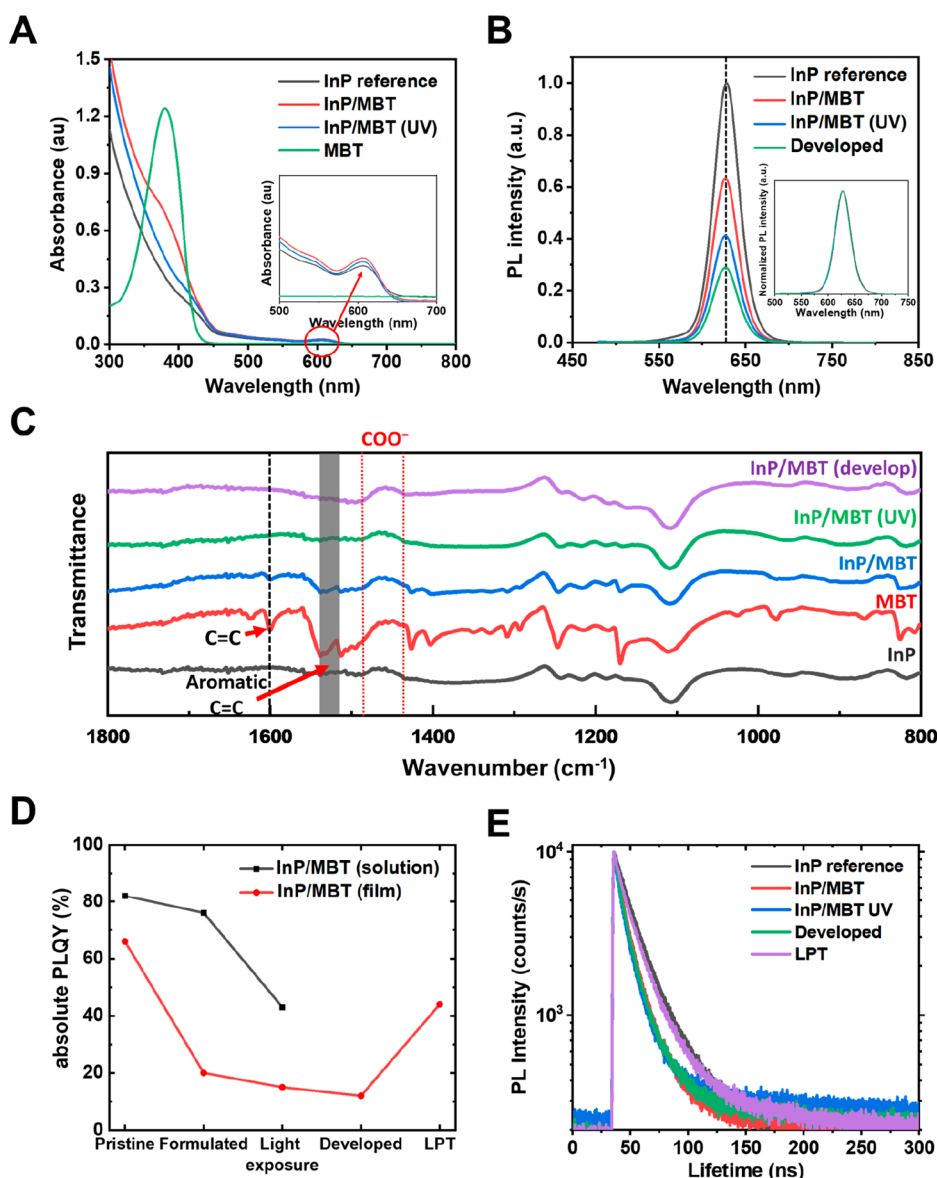 A
1.5
1.2
0.9
0.6
0.3
0.0
Absorbance (au)
InP reference
InP/MBT
InP/MBT (UV)
MBT
Absorbance (au)
500
600
700
Wavelength (nm)
300
400
500
600
700
800
Wavelength (nm)
B
1.0
0.8
0.6
0.4
0.2
0.0
PL intensity (a.u.)
InP reference
InP/MBT
InP/MBT (UV)
Developed
Normalized PL intensity (a.u.)
500
550
600
650
700
750
Wavelength (nm)
450
550
650
750
850
Wavelength (nm)
C
COO⁻
InP/MBT (develop)
InP/MBT (UV)
InP/MBT
MBT
InP
C=C
Aromatic
C=C
Transmittance
1800
1600
1400
1200
1000
800
Wavenumber (cm⁻¹)
D
100
80
60
40
20
0
absolute PLQY (%)
InP/MBT (solution)
InP/MBT (film)
Pristine
Formulated
Light
exposure
Developed
LPT
E
10⁴
10³
PL Intensity (counts/s)
InP reference
InP/MBT
InP/MBT UV
Developed
LPT
0
50
100
150
200
250
300
Lifetime (ns)